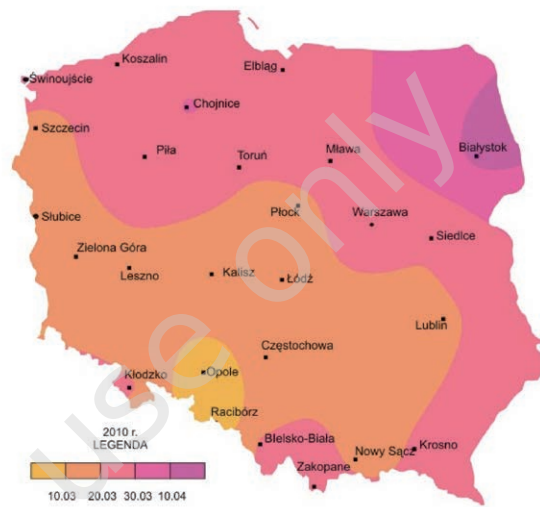 Koszalin
Elbląg
Świnoujście
Chojnice
Szczecin
Piła
Toruń
Mława
Białystok
Płock
Warszawa
Słubice
Siedlce
Zielona Góra
Leszno
Kalisz
Łódź
Lublin
Częstochowa
Kłodzko
Opole
Racibórz
BIelsko-Biała
Nowy Sącz
Krosno
Zakopane
2010 r.
LEGENDA
10.03 20.03 30.03 10.04
use only